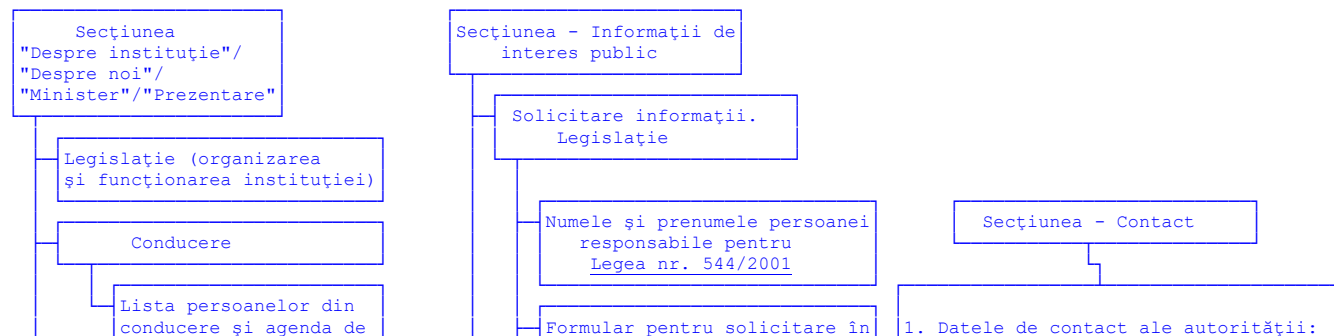 Secţiunea
"Despre instituţie"/
"Despre noi"/
"Minister"/"Prezentare"
Legislaţie (organizarea
şi funcţionarea instituţiei)
Conducere
Lista persoanelor din
conducere şi agenda de
Secţiunea - Informaţii de
interes public
Solicitare informaţii.
Legislaţie
Numele şi prenumele persoanei
responsabile pentru
Legea nr. 544/2001
Formular pentru solicitare în
Secţiunea - Contact
1. Datele de contact ale autorităţii: